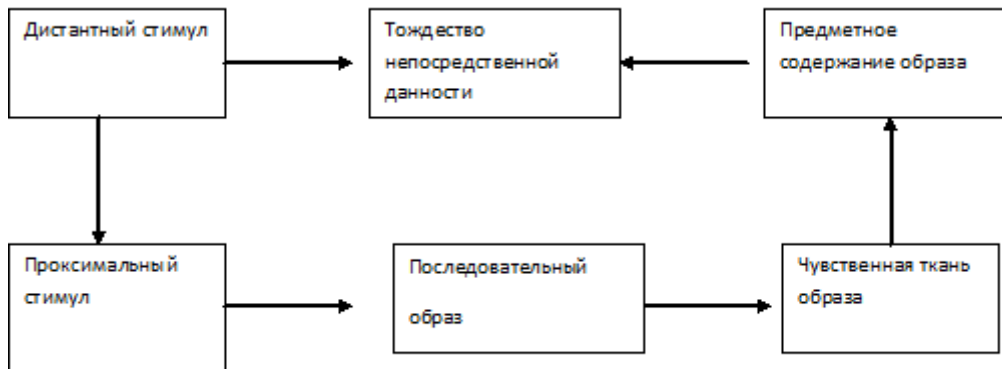 Дистантный стимул
Тождество
непосредственной
данности
Предметное
содержание образа
Проксимальный
стимул
Последовательный
образ
Чувственная ткань
образа